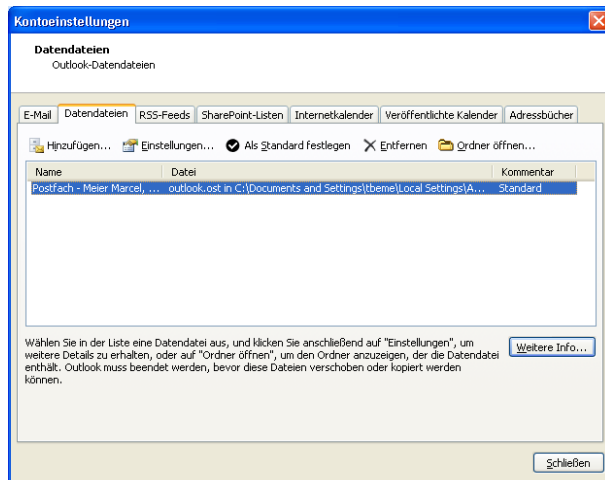 Kontoeinstellungen
Datendateien
Outlook-Datendateien
E-Mail Datendateien RSS-Feeds SharePoint-Listen Internetkalender Veröffentlichte Kalender Adressbücher
Hinzufügen... Einstellungen... Als Standard festlegen Entfernen Ordner öffnen...
Name Datei Kommentar
Postfach - Meier Marcel, ... outlook.ost in C:\Documents and Settings\tbeme\Local Settings\A... Standard
Wählen Sie in der Liste eine Datendatei aus, und klicken Sie anschließend auf "Einstellungen", um
weitere Details zu erhalten, oder auf "Ordner öffnen", um den Ordner anzuzeigen, der die Datendatei
enthält. Outlook muss beendet werden, bevor diese Dateien verschoben oder kopiert werden
können.
Weitere Info...
Schließen